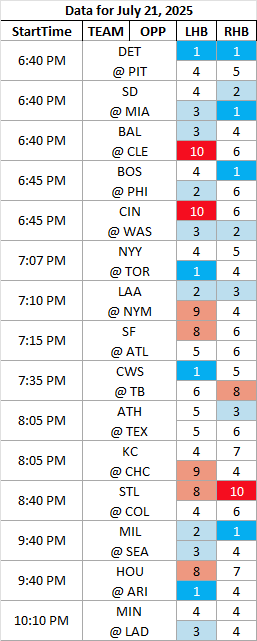 Data for July 21, 2025
StartTime TEAM OPP LHB RHB
6:40 PM DET 1 1
@ PIT 4 5
6:40 PM SD 4 2
@ MIA 3 1
6:40 PM BAL 3 4
@ CLE 10 6
6:45 PM BOS 4 1
@ PHI 2 6
6:45 PM CIN 10 6
@ WAS 3 2
7:07 PM NYY 4 5
@ TOR 1 4
7:10 PM LAA 2 3
@ NYM 9 4
7:15 PM SF 8 6
@ ATL 5 6
7:35 PM CWS 1 5
@ TB 6 8
8:05 PM ATH 5 3
@ TEX 5 6
8:05 PM KC 4 7
@ CHC 9 4
8:40 PM STL 8 10
@ COL 4 6
9:40 PM MIL 2 1
@ SEA 3 4
9:40 PM HOU 8 7
@ ARI 1 4
10:10 PM MIN 4 4
@ LAD 3 4